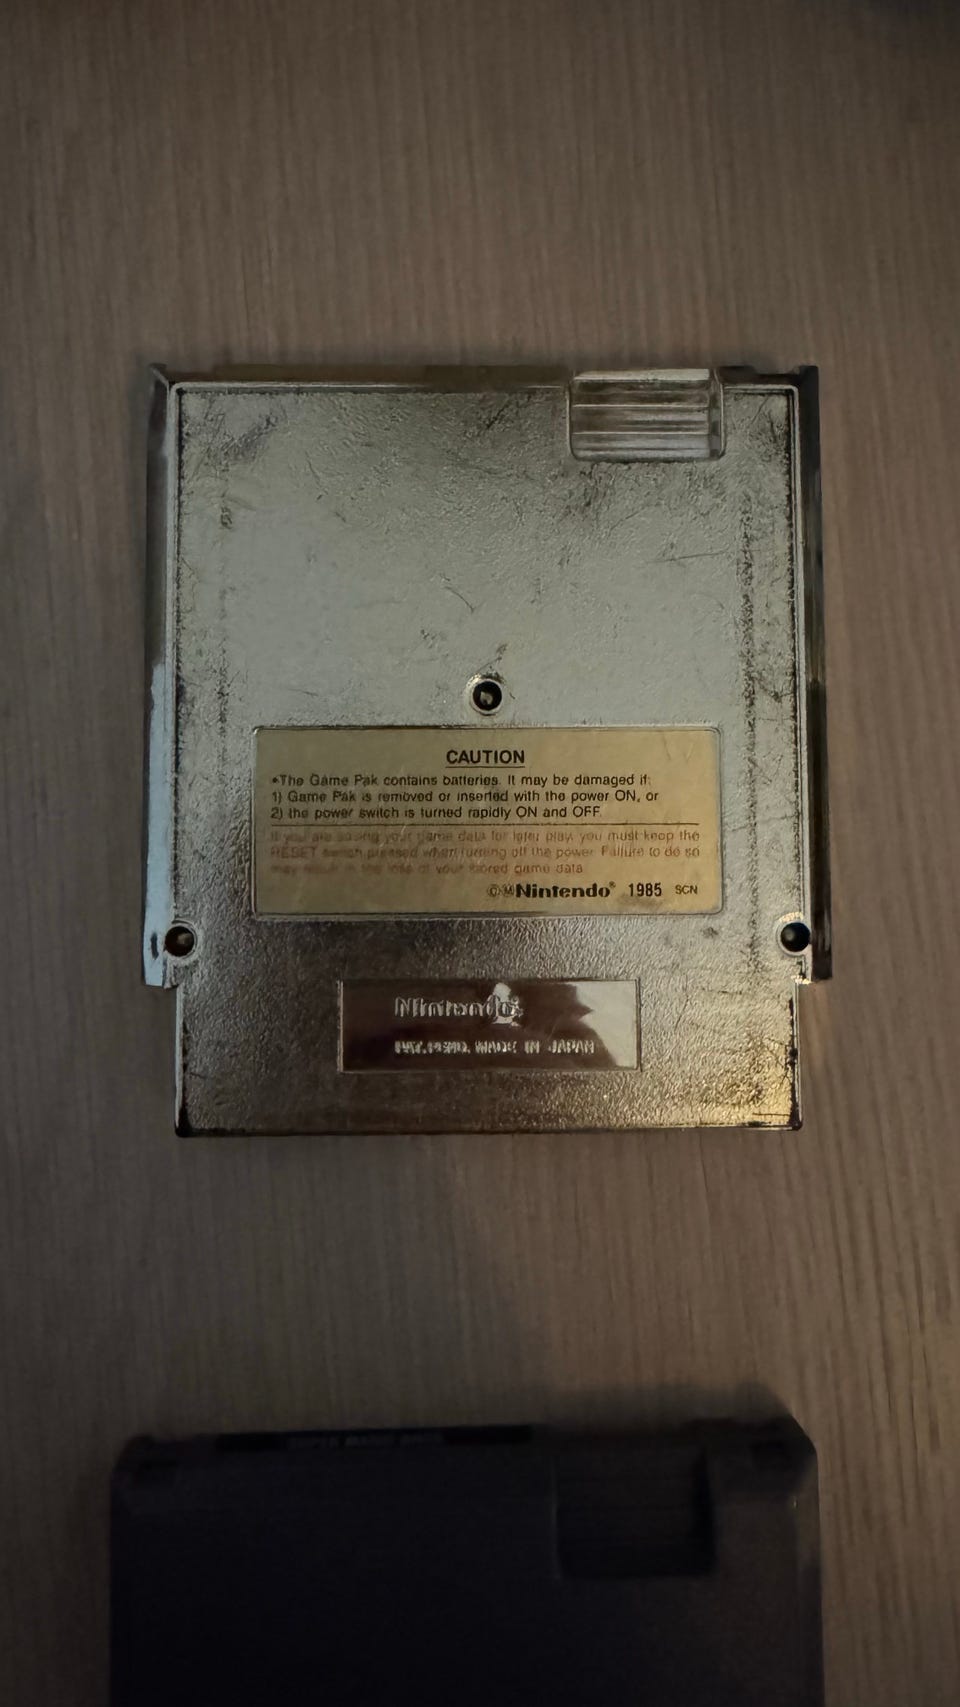 CAUTION
•The Game Pak contains batteries. It may be damaged if:
1) Game Pak is removed or inserted with the power ON, or
2) the power switch is turned rapidly ON and OFF.
If you are saving your game data for later play, you must keep the
RESET switch pressed when turning off the power. Failure to do so
may result in the loss of your stored game data.
©M Nintendo® 1985 SCN
Nintendo®
PAT.PEND. MADE IN JAPAN